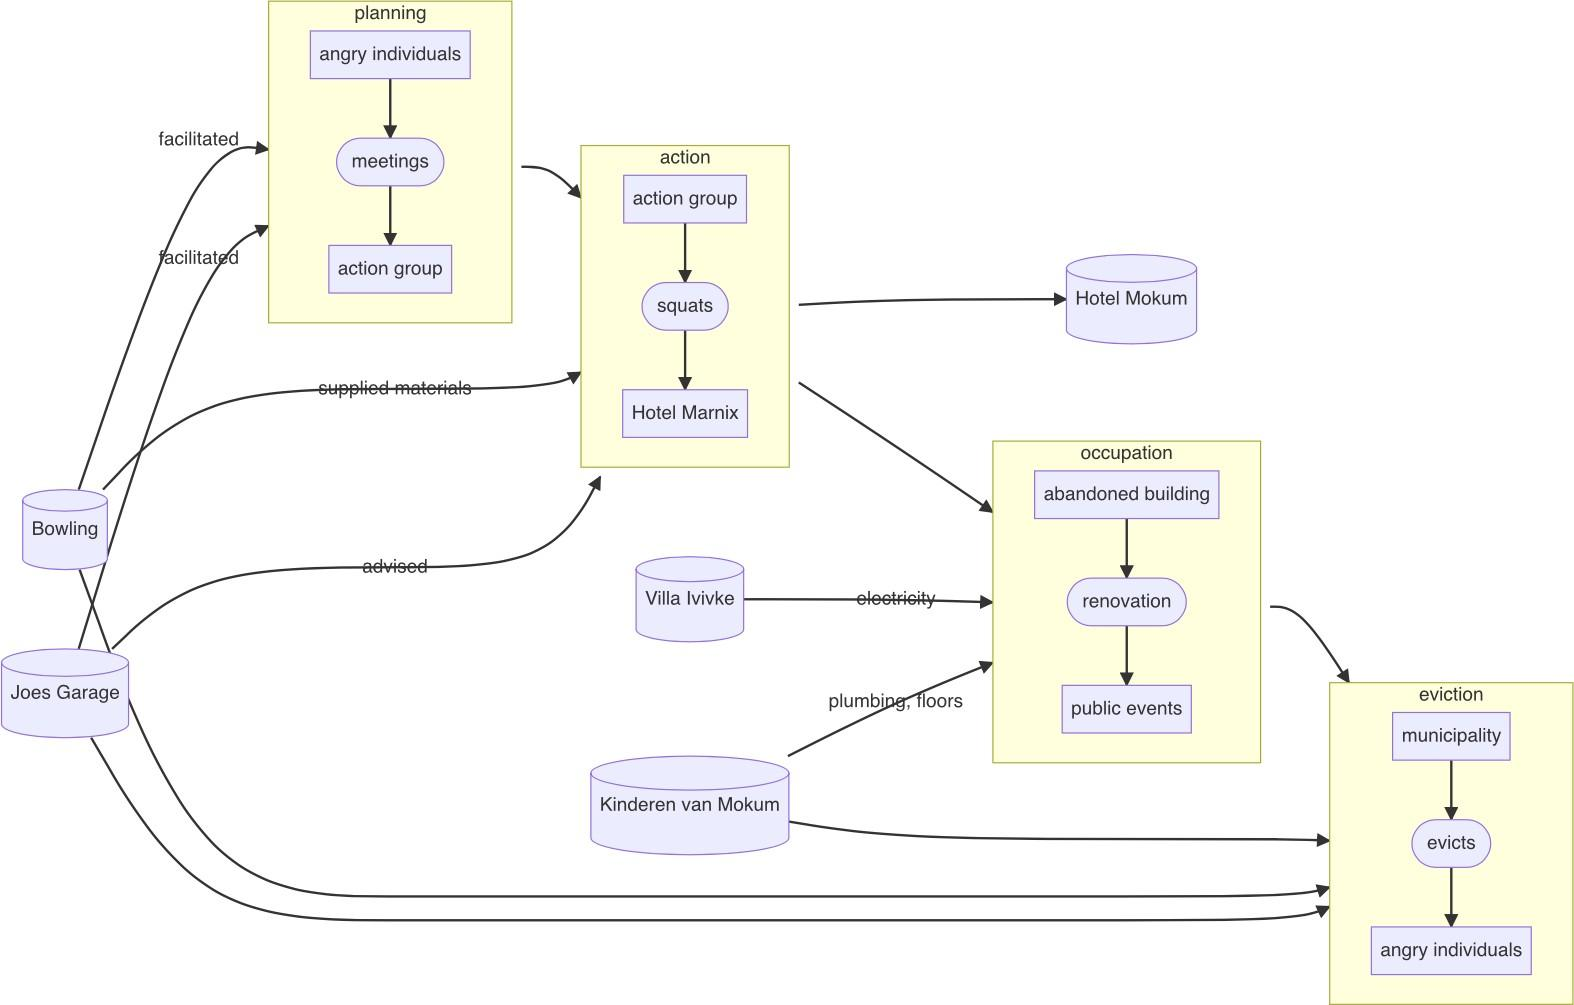 planning
angry individuals
facilitated
meetings
action
action group
facilitated
action group
squats
Hotel Mokum
supplied materials
Hotel Marnix
occupation
abandoned building
Bowling
advised
Villa Ivivke
electricity
renovation
Joes Garage
plumbing, floors
public events
eviction
municipality
Kinderen van Mokum
evicts
angry individuals